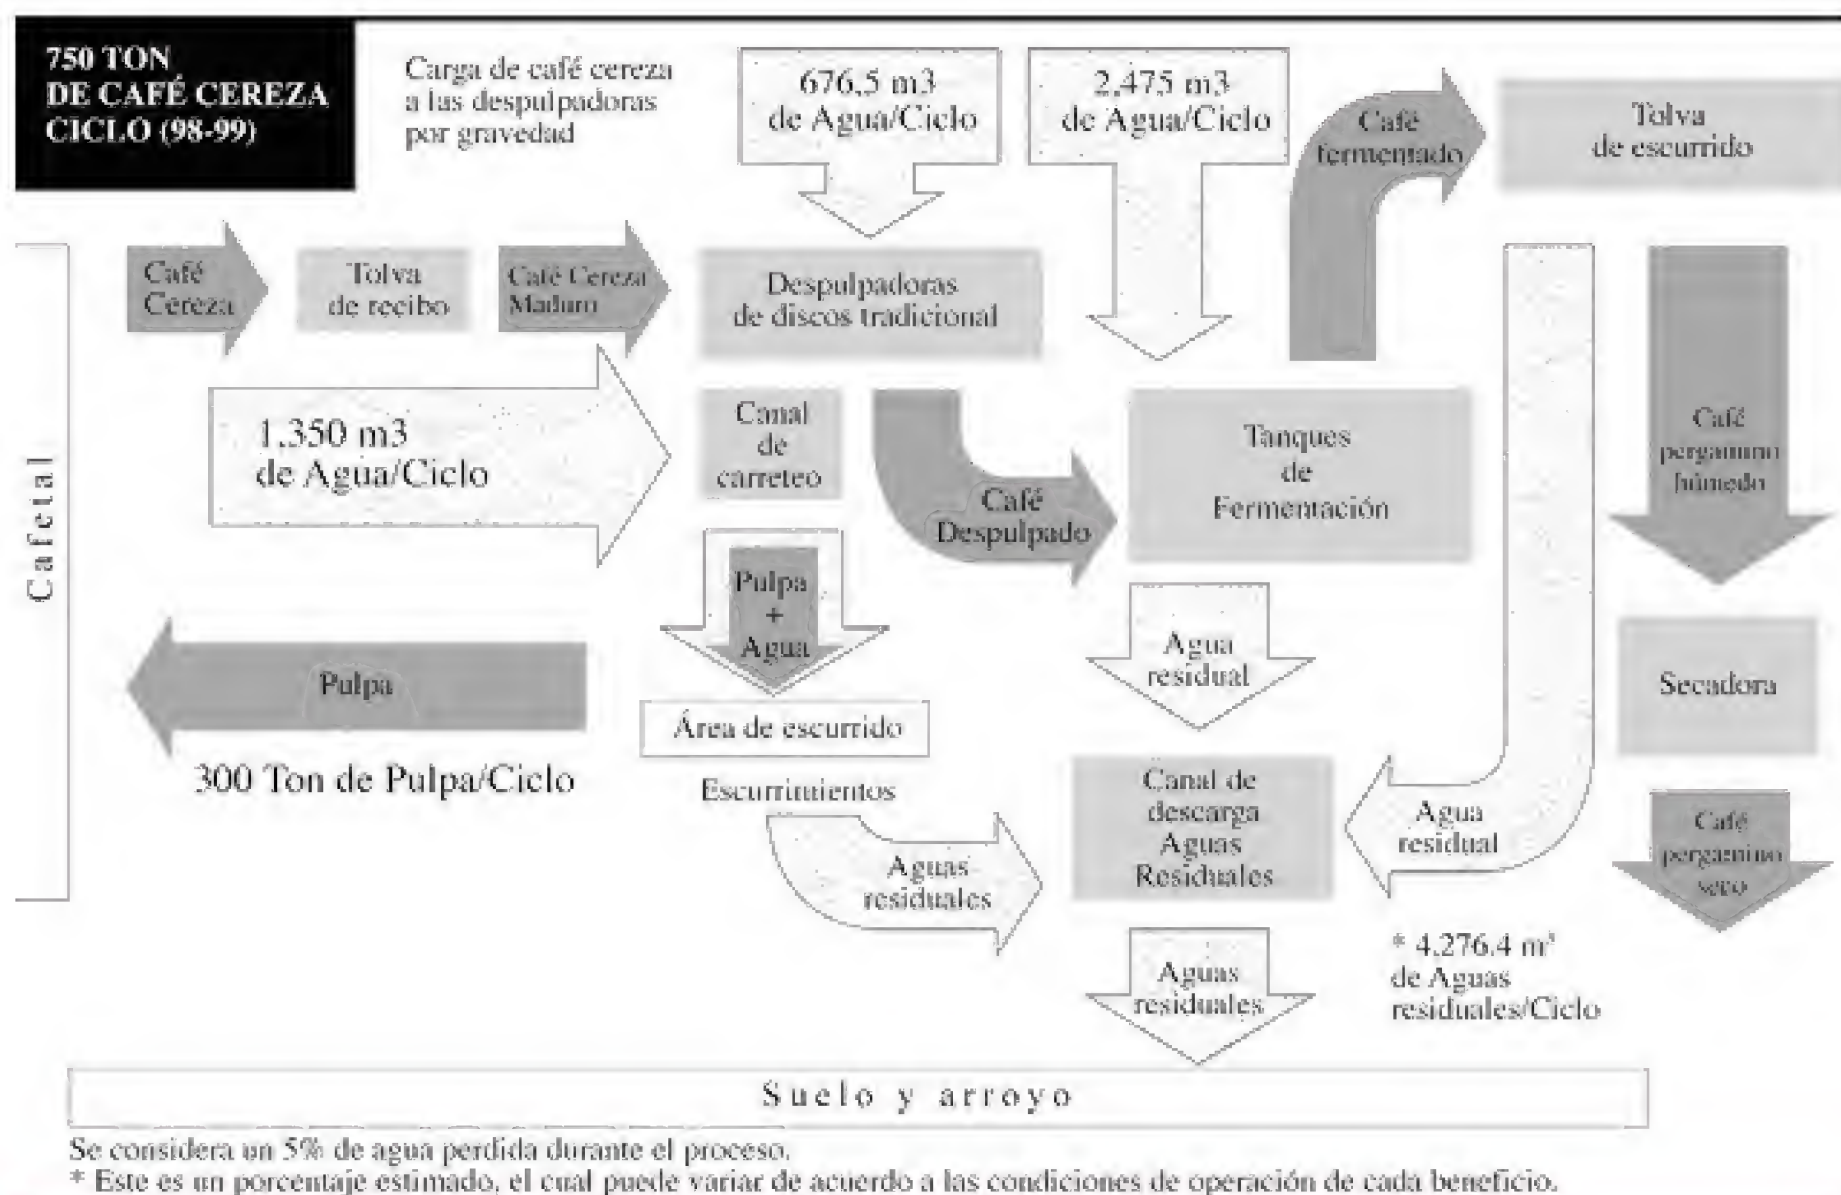 750 TON
DE CAFÉ CEREZA
CICLO (98-99)
Carga de café cereza
a las despulpadoras
por gravedad
676.5 m3
de Agua/Ciclo
2,475 m3
de Agua/Ciclo
Café
fermentado
Tolva
de escurrido
Cafetal
Café
Cereza
Tolva
de recibo
Café Cereza
Maduro
Despulpadoras
de discos tradicional
1,350 m3
de Agua/Ciclo
Canal
de
carreteo
Café
Despulpado
Tanques
de
Fermentación
Café
pergamino
húmedo
Pulpa
+
Agua
Agua
residual
Pulpa
300 Ton de Pulpa/Ciclo
Área de escurrido
Secadora
Escurrimientos
Aguas
residuales
Canal de
descarga
Aguas
Residuales
Agua
residual
Café
pergamino
seco
Aguas
residuales
* 4,276.4 m³
de Aguas
residuales/Ciclo
Suelo y arroyo
Se considera un 5% de agua perdida durante el proceso.
* Este es un porcentaje estimado, el cual puede variar de acuerdo a las condiciones de operación de cada beneficio.